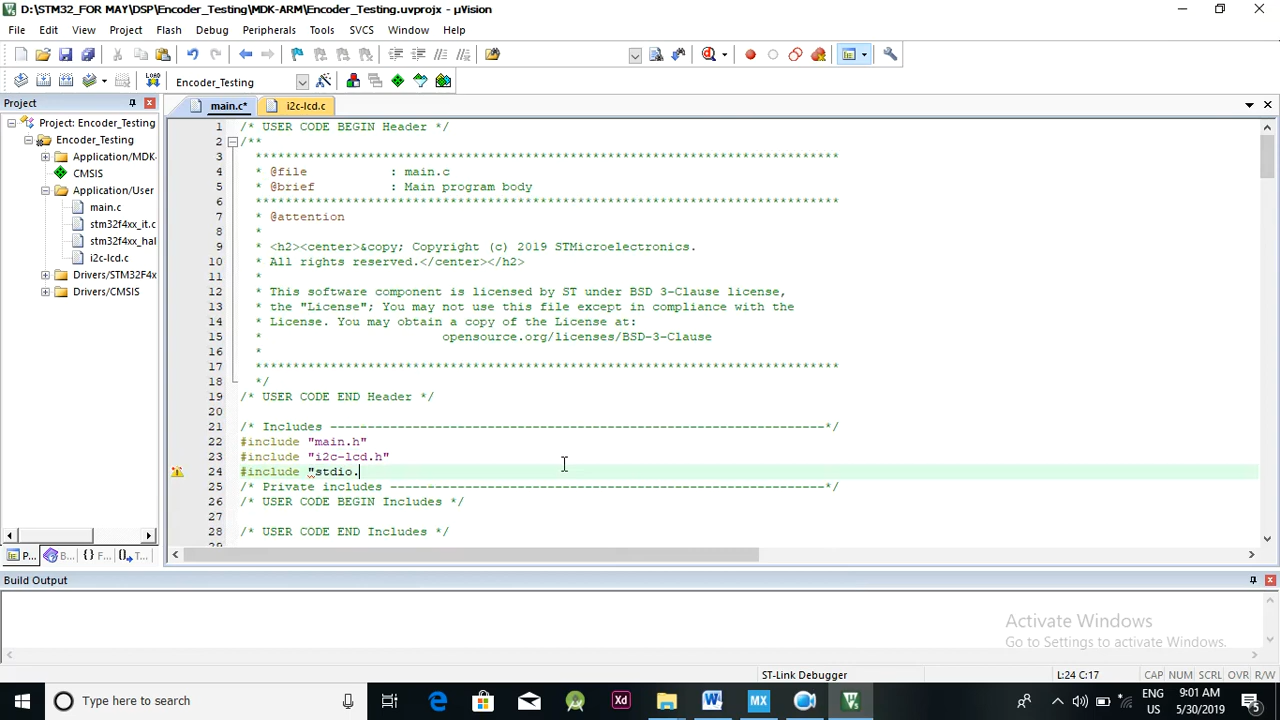 D:\STM32_FOR MAY\DSP\Encoder_Testing\MDK-ARM\Encoder_Testing.uvprojx - µVision
File Edit View Project Flash Debug Peripherals Tools SVCS Window Help
LOAD Encoder_Testing
Project
main.c* i2c-lcd.c
Project: Encoder_Testing
Encoder_Testing
Application/MDK-
CMSIS
Application/User
main.c
stm32f4xx_it.c
stm32f4xx_hal
i2c-lcd.c
Drivers/STM32F4x
Drivers/CMSIS
1 /* USER CODE BEGIN Header */
2 /**
3 ******************************************************************************
4 * @file : main.c
5 * @brief : Main program body
6 ******************************************************************************
7 * @attention
8 *
9 * <h2><center>&copy; Copyright (c) 2019 STMicroelectronics.
10 * All rights reserved.</center></h2>
11 *
12 * This software component is licensed by ST under BSD 3-Clause license,
13 * the "License"; You may not use this file except in compliance with the
14 * License. You may obtain a copy of the License at:
15 * opensource.org/licenses/BSD-3-Clause
16 *
17 ******************************************************************************
18 */
19 /* USER CODE END Header */
20
21 /* Includes ------------------------------------------------------------------*/
22 #include "main.h"
23 #include "i2c-lcd.h"
24 #include "stdio.
25 /* Private includes ----------------------------------------------------------*/
26 /* USER CODE BEGIN Includes */
27
28 /* USER CODE END Includes */
P... B... {} F... T...
Build Output
Activate Windows
Go to Settings to activate Windows.
ST-Link Debugger L:24 C:17 CAP NUM SCRL OVR R/W
Type here to search
Xd
MX
ENG
US
9:01 AM
5/30/2019
5